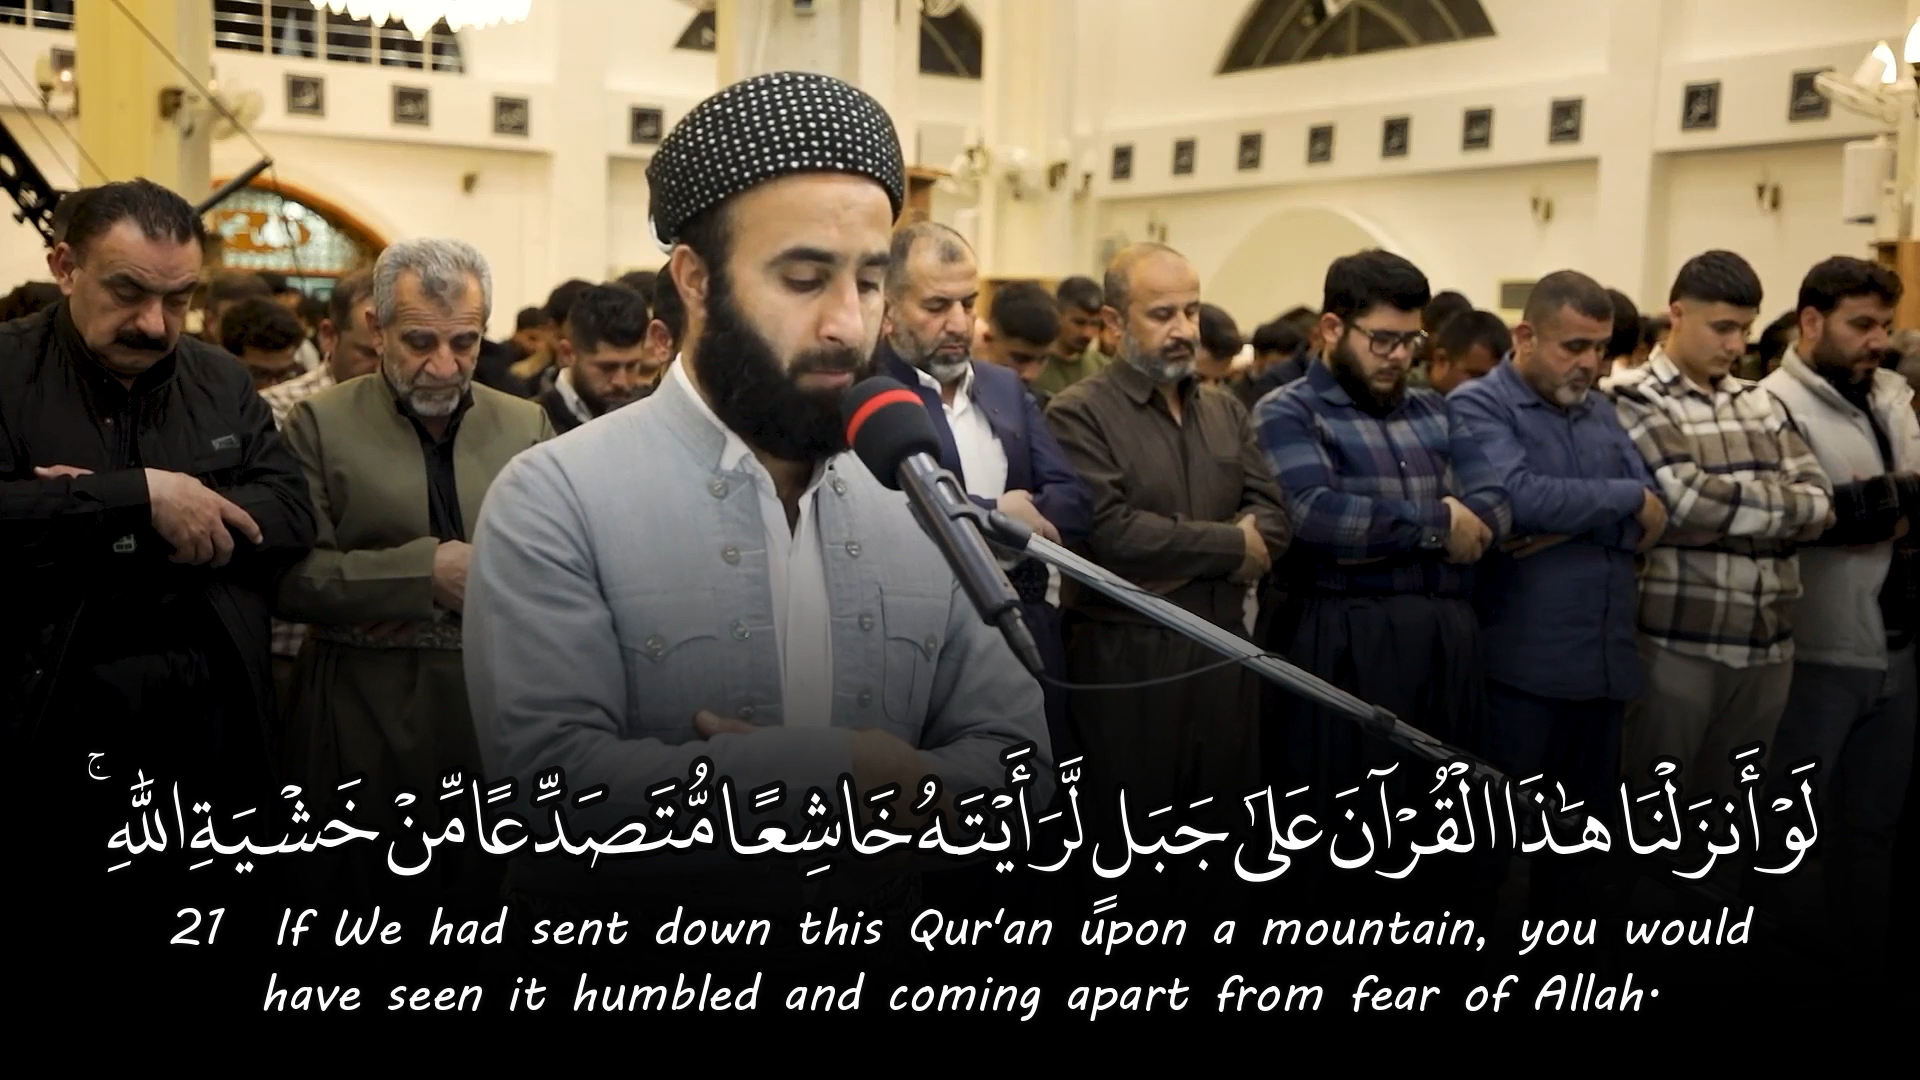 لَوْ أَنزَلْنَا هَٰذَا الْقُرْآنَ عَلَىٰ جَبَلٍ لَّرَأَيْتَهُ خَاشِعًا مُّتَصَدِّعًا مِّنْ خَشْيَةِ اللَّهِ ۚ
21 If We had sent down this Qur'an upon a mountain, you would
have seen it humbled and coming apart from fear of Allah.